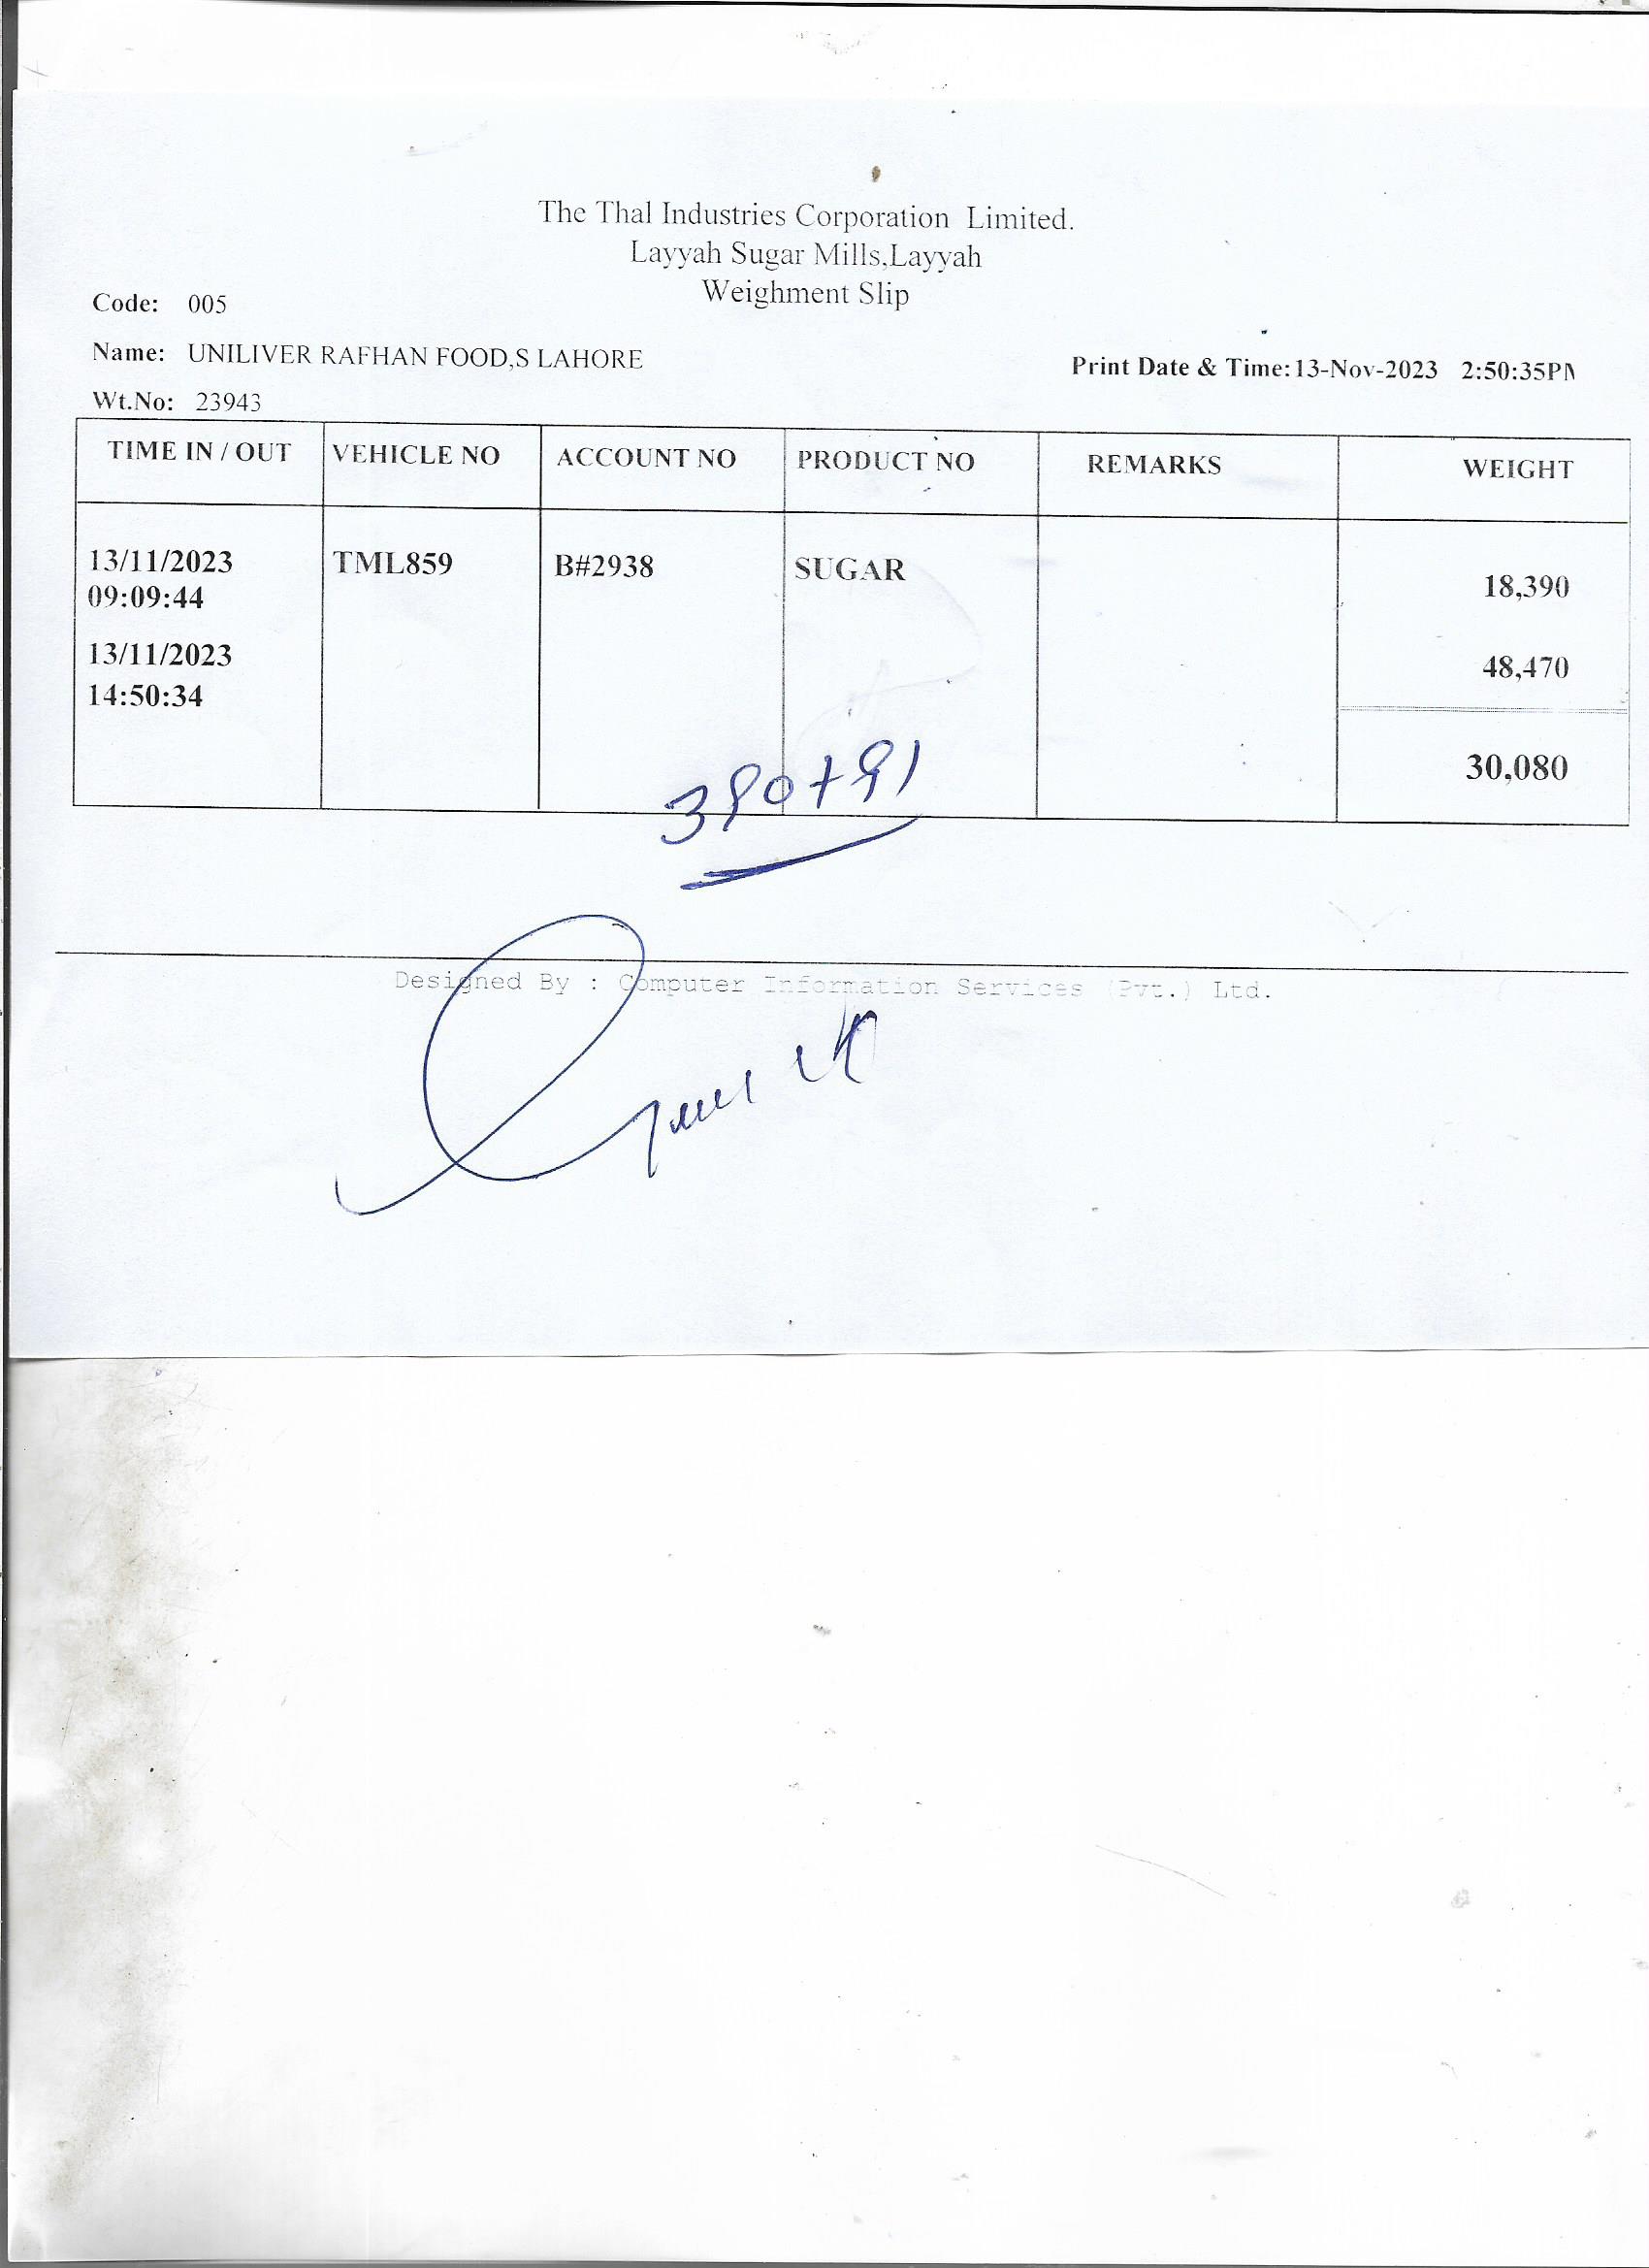 The Thal Industries Corporation Limited.
Layyah Sugar Mills,Layyah
Weighment Slip
Code: 005
Name: UNILIVER RAFHAN FOOD,S LAHORE
Print Date & Time:13-Nov-2023 2:50:35PM
Wt.No: 23943
TIME IN / OUT VEHICLE NO ACCOUNT NO PRODUCT NO REMARKS WEIGHT
13/11/2023 TML859 B#2938 SUGAR 18,390
09:09:44
13/11/2023 48,470
14:50:34
30,080
Designed By : Computer Information Services (Pvt.) Ltd.